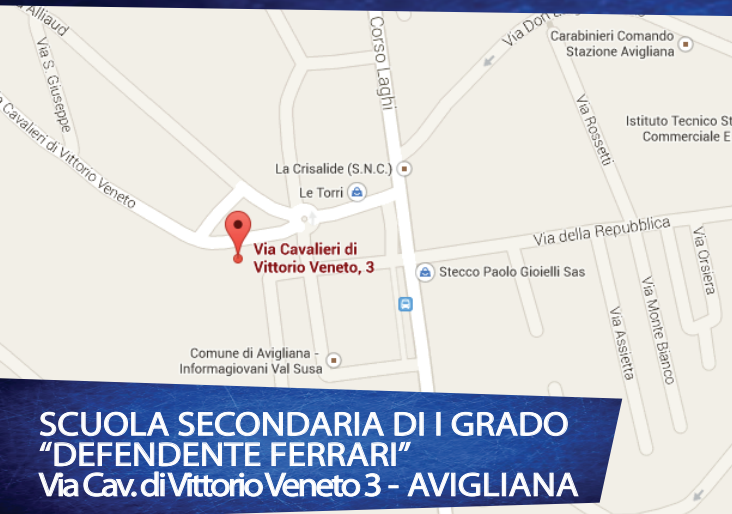 Alliaud
Via S. Giuseppe
Cavalieri di Vittorio Veneto
Corso Laghi
Via Dor
Carabinieri Comando
Stazione Avigliana
Via Rossetti
Istituto Tecnico St
Commerciale E
La Crisalide (S.N.C.)
Le Torri
Via Cavalieri di
Vittorio Veneto, 3
Via della Repubblica
Stecco Paolo Gioielli Sas
Via Orsiera
Via Monte Bianco
Via Assietta
Comune di Avigliana -
Informagiovani Val Susa
SCUOLA SECONDARIA DI I GRADO
“DEFENDENTE FERRARI”
Via Cav. di Vittorio Veneto 3 - AVIGLIANA